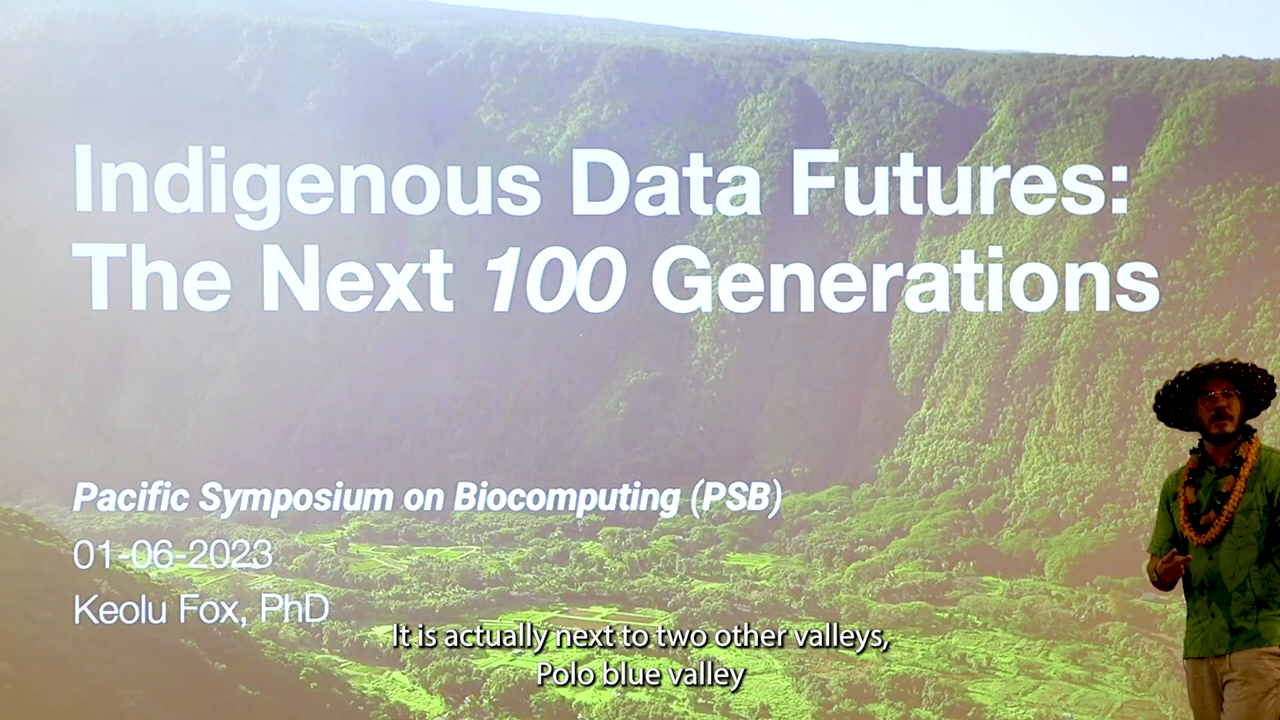 Indigenous Data Futures:
The Next 100 Generations
Pacific Symposium on Biocomputing (PSB)
01-06-2023
Keolu Fox, PhD
It is actually next to two other valleys,
Polo blue valley